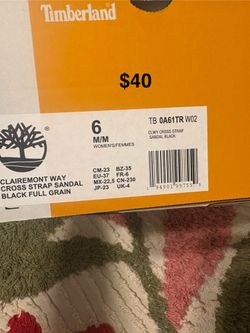 Timberland
$40
6
M/M
WOMEN'S/FEMMES
TB 0A61TR W02
CLWY CROSS STRAP
SANDAL BLACK
CLAIREMONT WAY
CROSS STRAP SANDAL
BLACK FULL GRAIN
CM-23 BZ-35
EU-37 FR-6
MX-22,5 CN-230
JP-23 UK-4